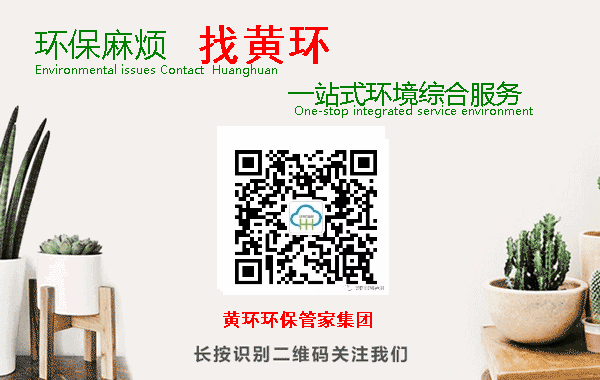 环保麻烦 找黄环
Environmental issues Contact Huanghuan
一站式环境综合服务
One-stop integrated service environment
黄环环保管家集团
长按识别二维码关注我们